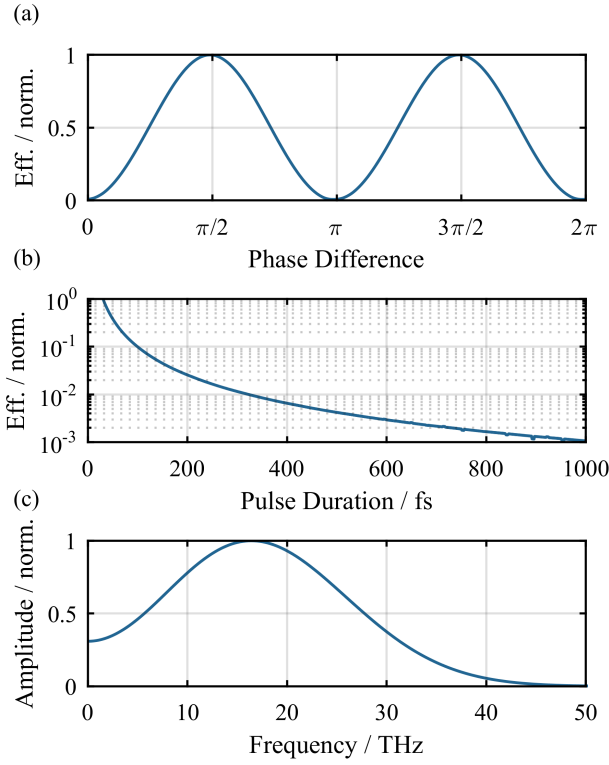 (a)
Eff. / norm.
1
0.5
0
0 π/2 π 3π/2 2π
Phase Difference
(b)
Eff. / norm.
10^0
10^-1
10^-2
10^-3
0 200 400 600 800 1000
Pulse Duration / fs
(c)
Amplitude / norm.
1
0.5
0
0 10 20 30 40 50
Frequency / THz